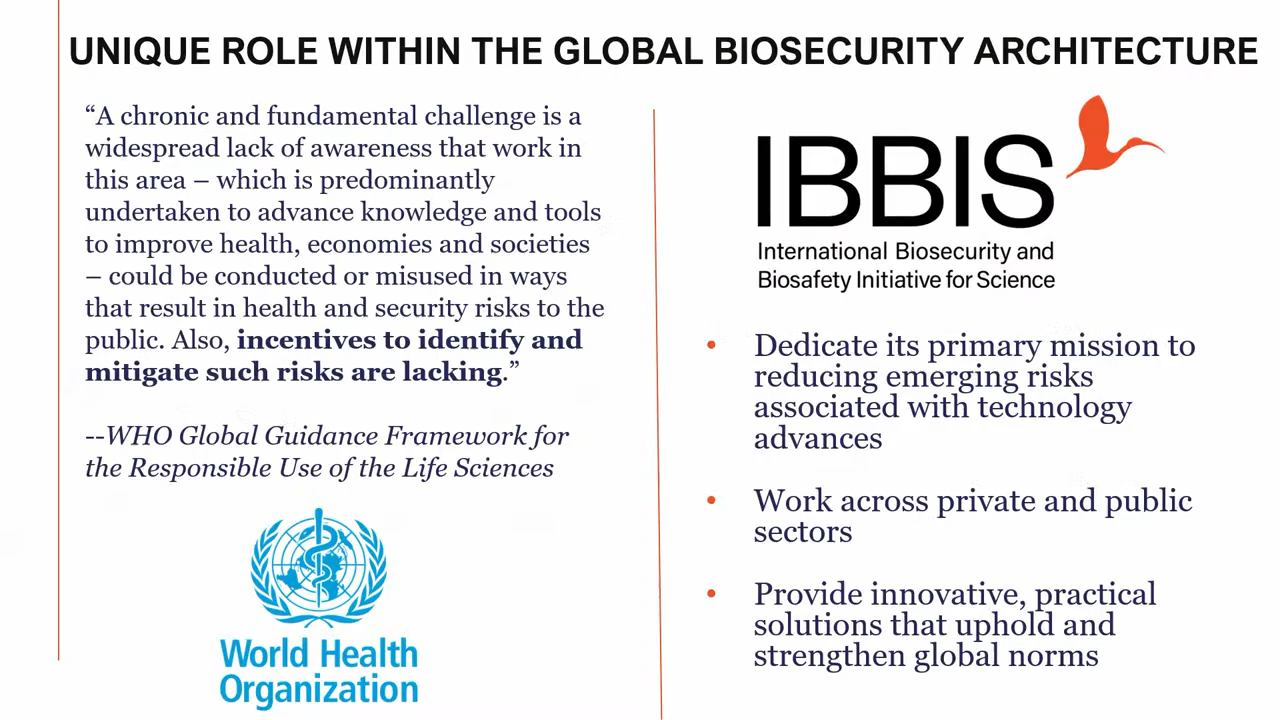 UNIQUE ROLE WITHIN THE GLOBAL BIOSECURITY ARCHITECTURE
“A chronic and fundamental challenge is a
widespread lack of awareness that work in
this area – which is predominantly
undertaken to advance knowledge and tools
to improve health, economies and societies
– could be conducted or misused in ways
that result in health and security risks to the
public. Also, incentives to identify and
mitigate such risks are lacking.”
--WHO Global Guidance Framework for
the Responsible Use of the Life Sciences
World Health
Organization
IBBIS
International Biosecurity and
Biosafety Initiative for Science
• Dedicate its primary mission to
reducing emerging risks
associated with technology
advances
• Work across private and public
sectors
• Provide innovative, practical
solutions that uphold and
strengthen global norms